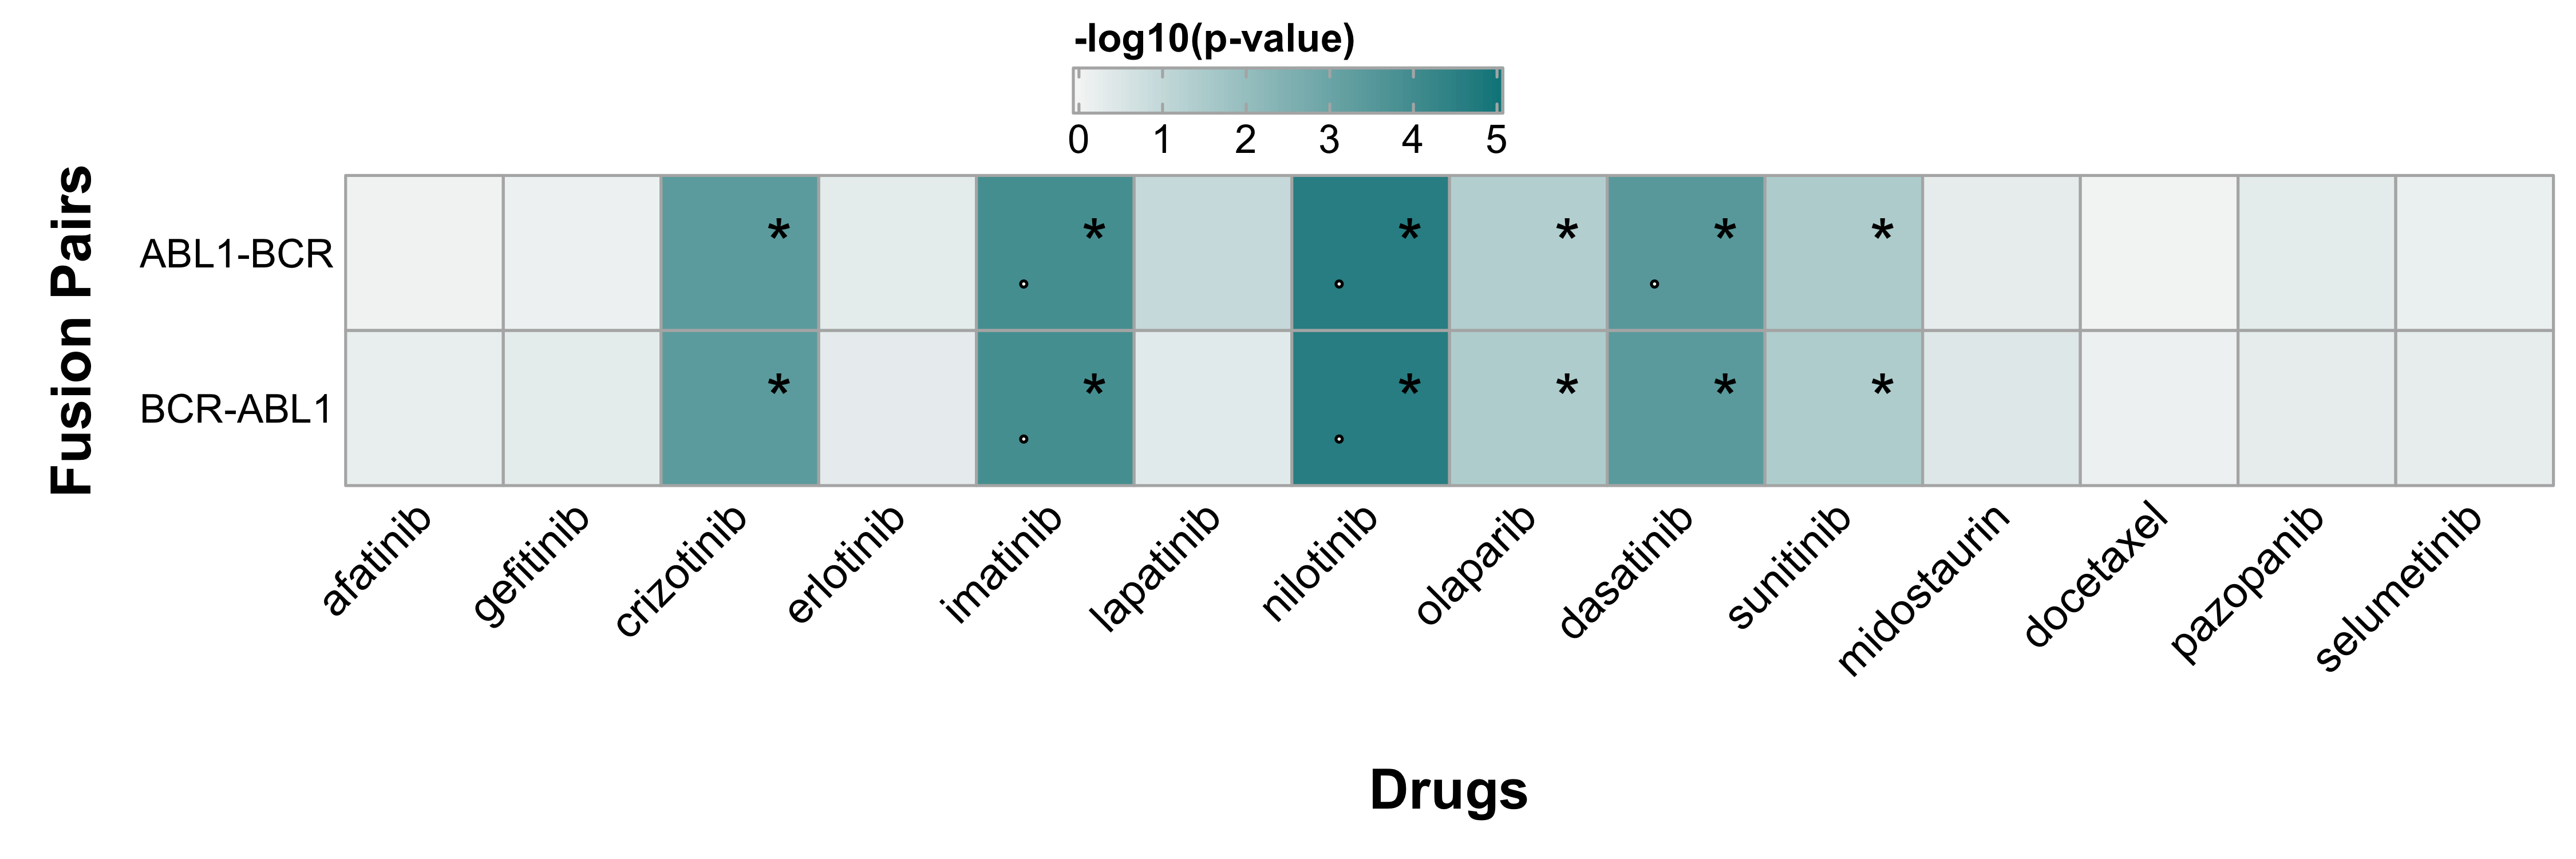 -log10(p-value)
0 1 2 3 4 5
Fusion Pairs
ABL1-BCR
* * * * * *
BCR-ABL1
* * * * * *
afatinib
gefitinib
crizotinib
erlotinib
imatinib
lapatinib
nilotinib
olaparib
dasatinib
sunitinib
midostaurin
docetaxel
pazopanib
selumetinib
Drugs